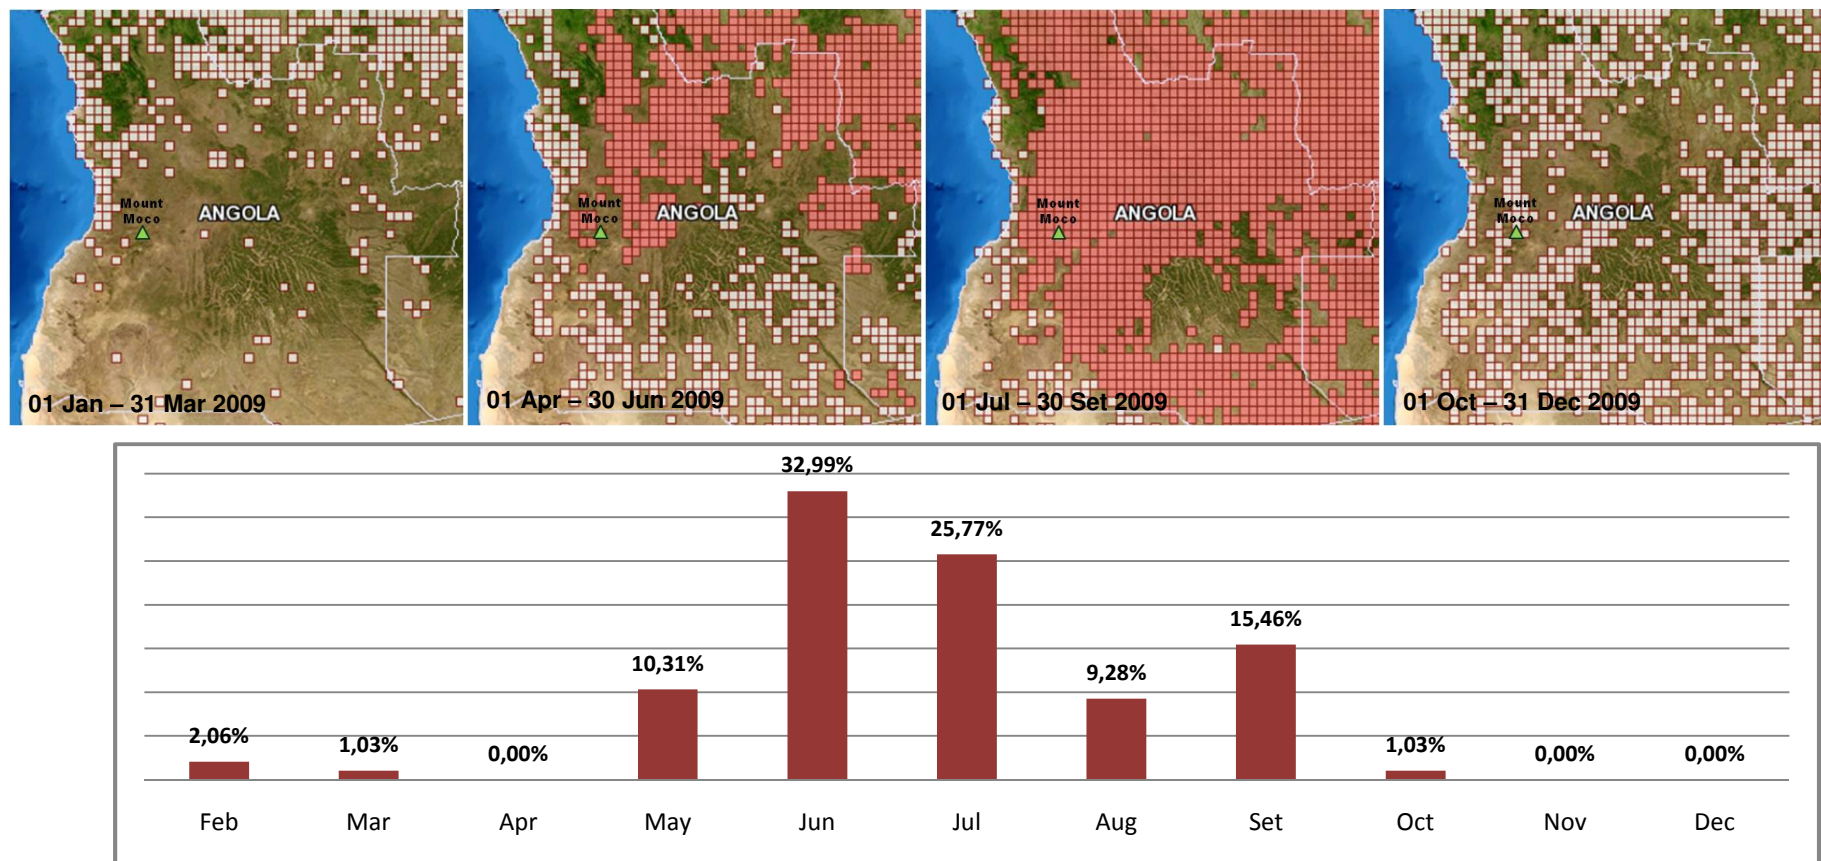 Mount
Moco
ANGOLA
01 Jan – 31 Mar 2009
Mount
Moco
ANGOLA
01 Apr – 30 Jun 2009
Mount
Moco
ANGOLA
01 Jul – 30 Set 2009
Mount
Moco
ANGOLA
01 Oct – 31 Dec 2009
2,06%
1,03%
0,00%
10,31%
32,99%
25,77%
9,28%
15,46%
1,03%
0,00%
0,00%
Feb Mar Apr May Jun Jul Aug Set Oct Nov Dec